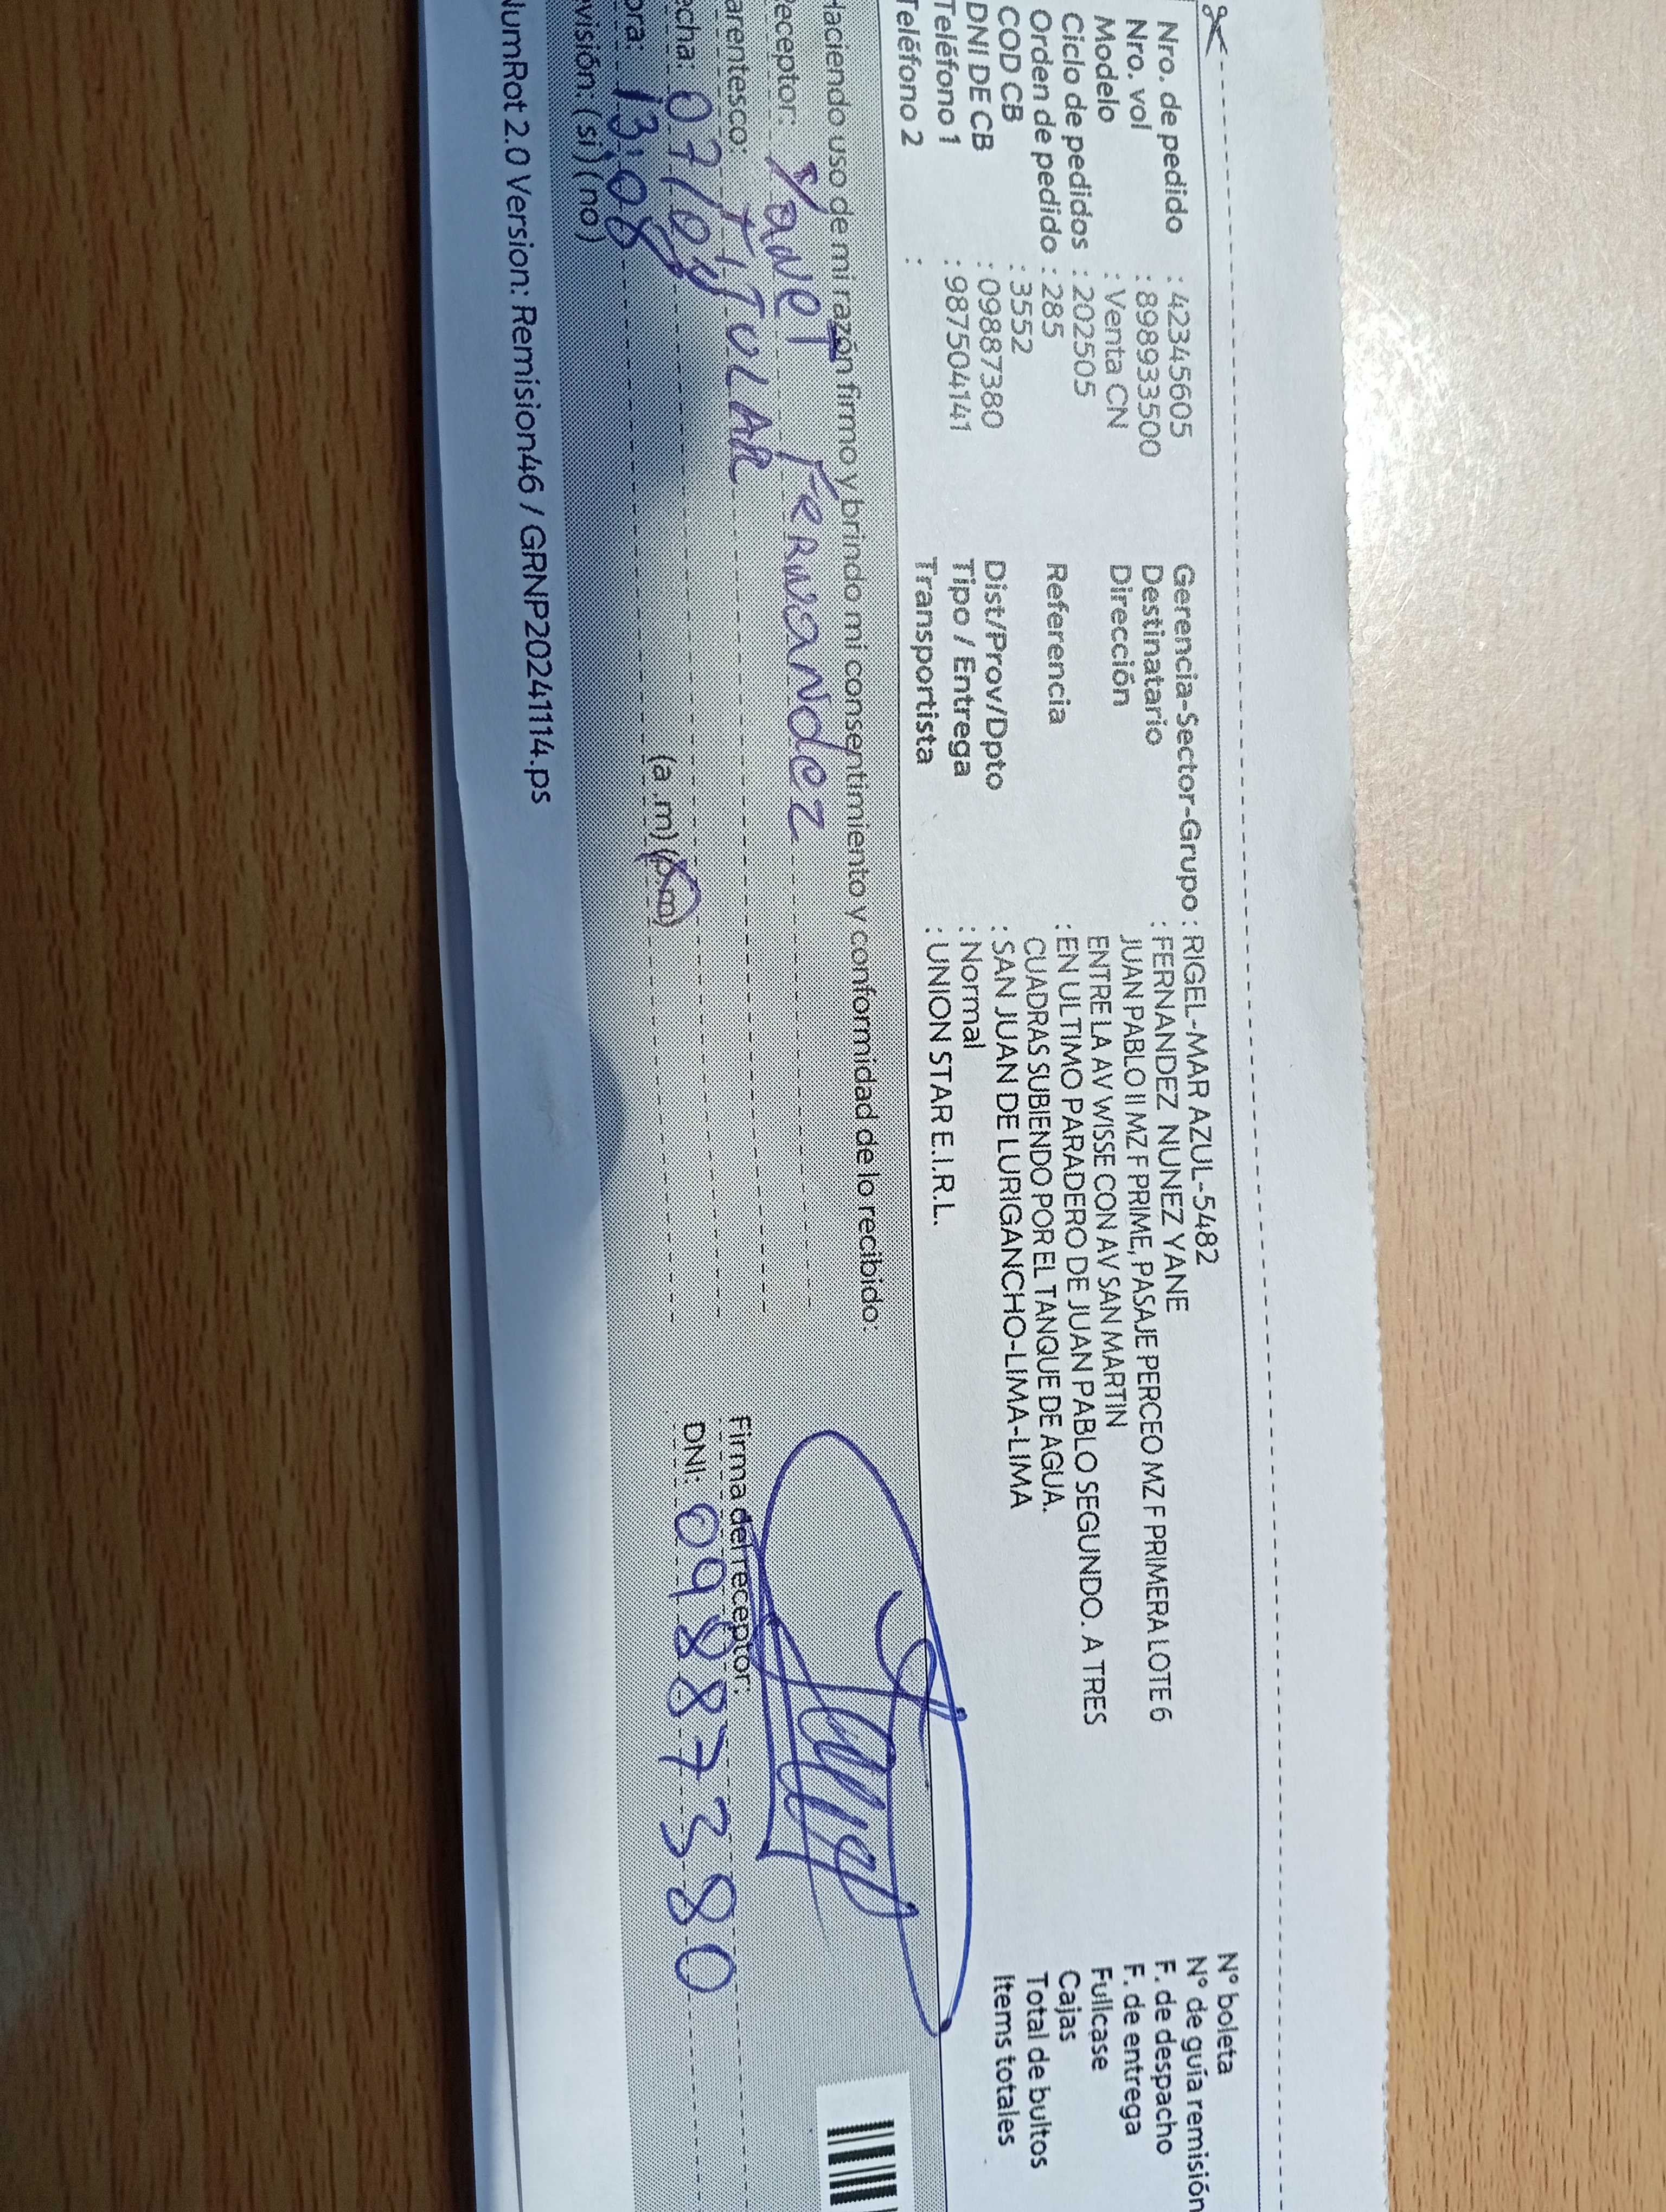 Nro. de pedido : 42345605
Nro. vol : 898933500
Modelo : Venta CN
Ciclo de pedidos : 202505
Orden de pedido : 285
COD CB : 3552
DNI DE CB : 09887380
Teléfono 1 : 987504141
Teléfono 2 :
Gerencia-Sector-Grupo : RIGEL-MAR AZUL-5482
Destinatario : FERNANDEZ NUNEZ YANE
Dirección JUAN PABLO II MZ F PRIME, PASAJE PERCEO MZ F PRIMERA LOTE 6
ENTRE LA AV WISSE CON AV SAN MARTIN
Referencia : EN ULTIMO PARADERO DE JUAN PABLO SEGUNDO. A TRES
CUADRAS SUBIENDO POR EL TANQUE DE AGUA.
Dist/Prov/Dpto : SAN JUAN DE LURIGANCHO-LIMA-LIMA
Tipo / Entrega : Normal
Transportista : UNION STAR E.I.R.L.
N° boleta
N° de guía remisión
F. de despacho
F. de entrega
Fullcase
Cajas
Total de bultos
Items totales
Haciendo uso de mi razón firmo y brindo mi consentimiento y conformidad de lo recibido:
Receptor: Yanet Fernandez
arentesco: TITULAR
echa: 07/04
ora: 13:08 (a.m) (p.m)
evisión: ( si ) ( no )
Firma del receptor:
DNI: 09887380
NumRot 2.0 Version: Remision46 / GRNP20241114.ps